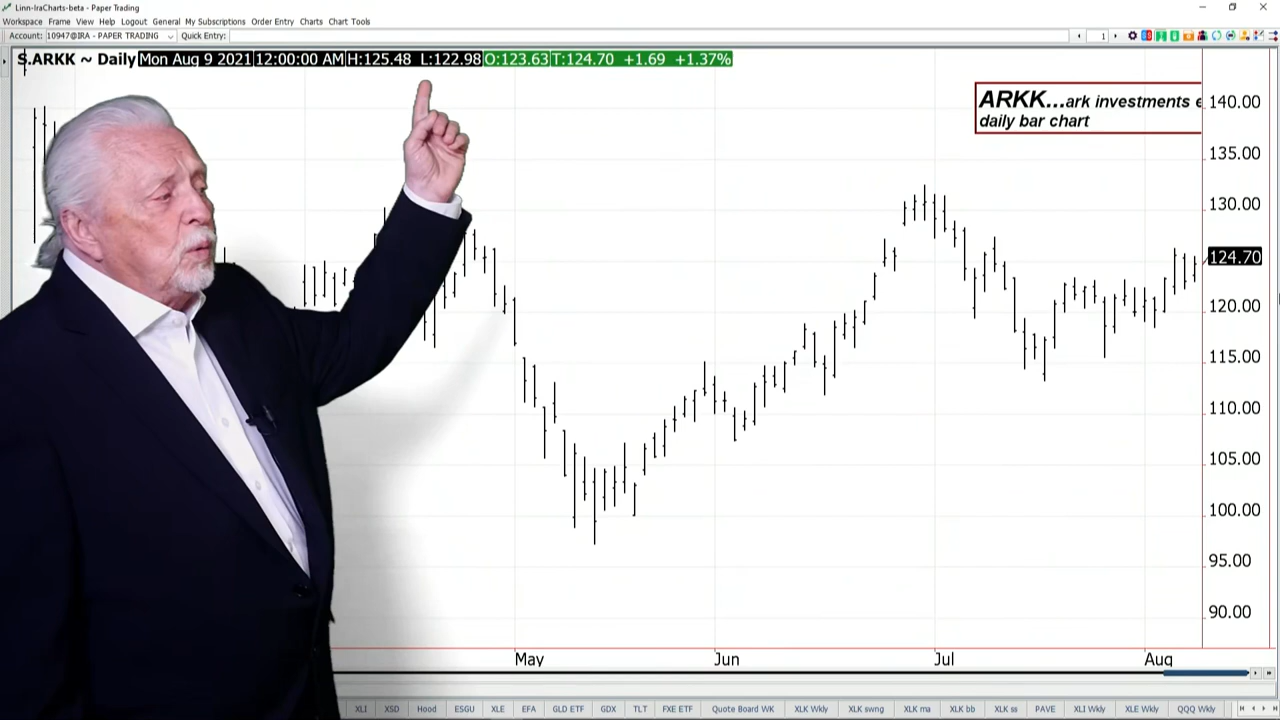 Linn-IraCharts-beta - Paper Trading
Workspace Frame View Help Logout General My Subscriptions Order Entry Charts Chart Tools
Account: 10947@IRA - PAPER TRADING Quick Entry: 1
S.ARKK ~ Daily Mon Aug 9 2021 12:00:00 AM H:125.48 L:122.98 O:123.63 T:124.70 +1.69 +1.37%
ARKK...ark investments e
daily bar chart
140.00
135.00
130.00
124.70
120.00
115.00
110.00
105.00
100.00
95.00
90.00
May Jun Jul Aug
XLI XSD Hood ESGU XLE EFA GLD ETF GDX TLT FXE ETF Quote Board WK XLK Wkly XLK swng XLK ma XLK bb XLK ss PAVE XLI Wkly XLE Wkly QQQ Wkly